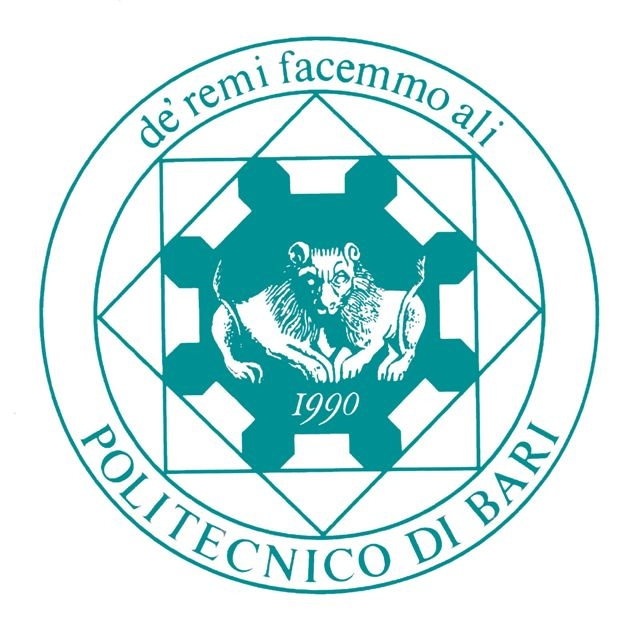 de' remi facemmo ali
1990
POLITECNICO DI BARI